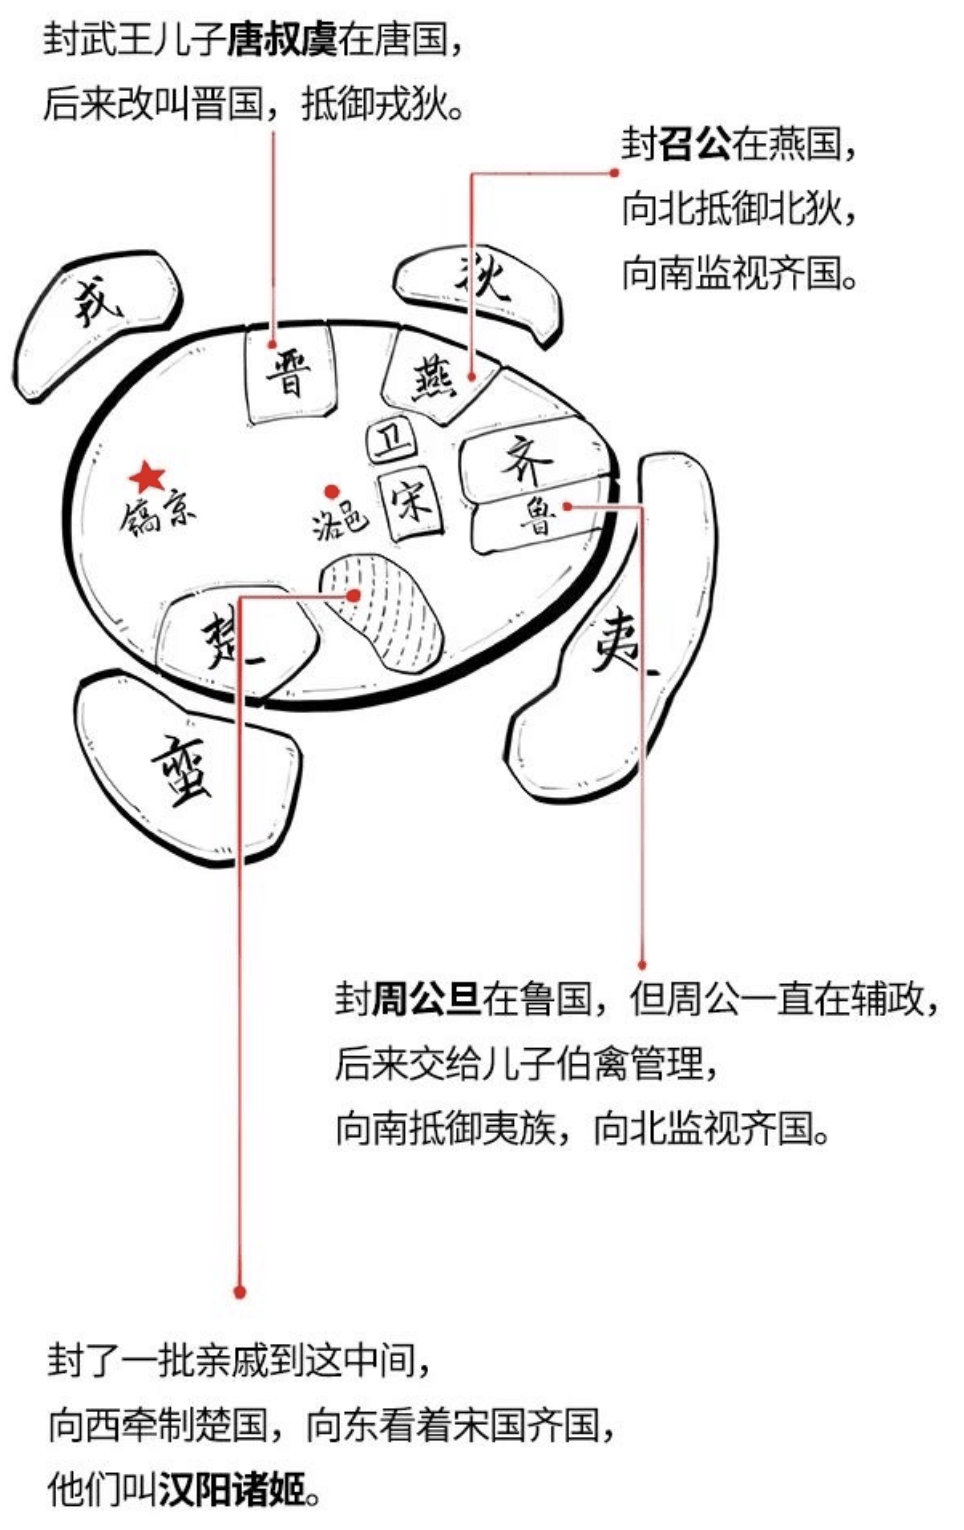 封武王儿子唐叔虞在唐国，
后来改叫晋国，抵御戎狄。
封召公在燕国，
向北抵御北狄，
向南监视齐国。
戎
狄
晋
燕
卫
齐
镐京
洛邑
宋
鲁
楚
夷
蛮
封周公旦在鲁国，但周公一直在辅政，
后来交给儿子伯禽管理，
向南抵御夷族，向北监视齐国。
封了一批亲戚到这中间，
向西牵制楚国，向东看着宋国齐国，
他们叫汉阳诸姬。